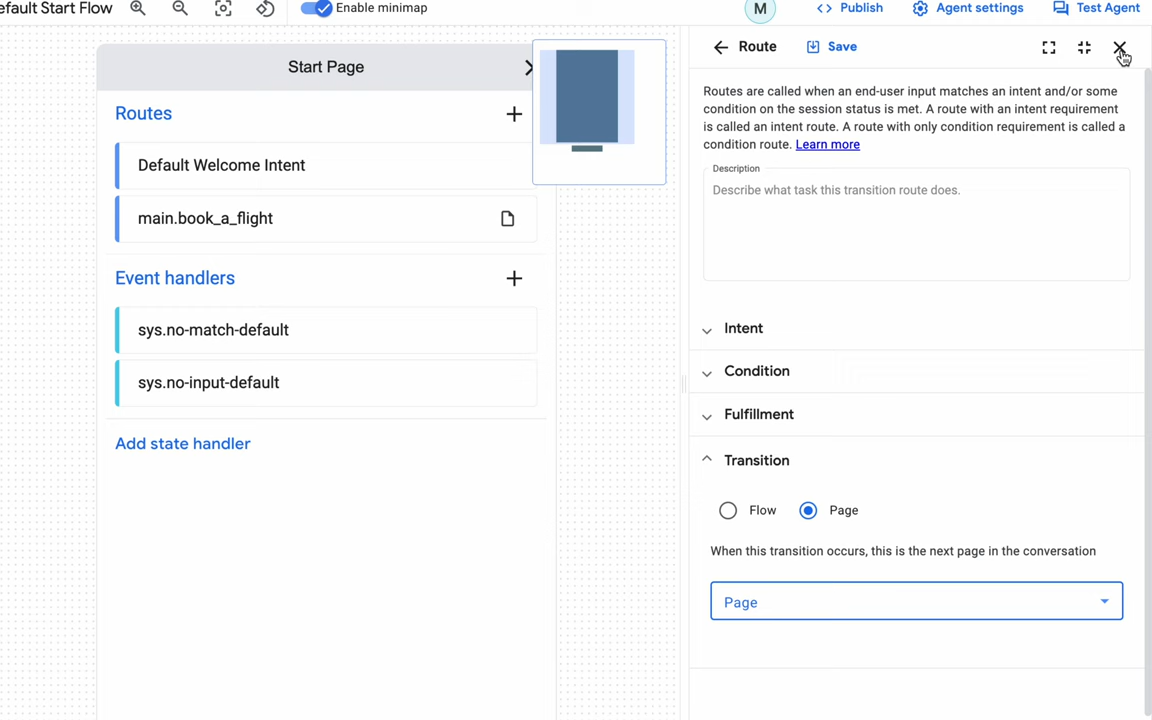 efault Start Flow
Enable minimap
M
Publish
Agent settings
Test Agent
Start Page
Routes
Default Welcome Intent
main.book_a_flight
Event handlers
sys.no-match-default
sys.no-input-default
Add state handler
Route
Save
Routes are called when an end-user input matches an intent and/or some
condition on the session status is met. A route with an intent requirement
is called an intent route. A route with only condition requirement is called a
condition route. Learn more
Description
Describe what task this transition route does.
Intent
Condition
Fulfillment
Transition
Flow
Page
When this transition occurs, this is the next page in the conversation
Page